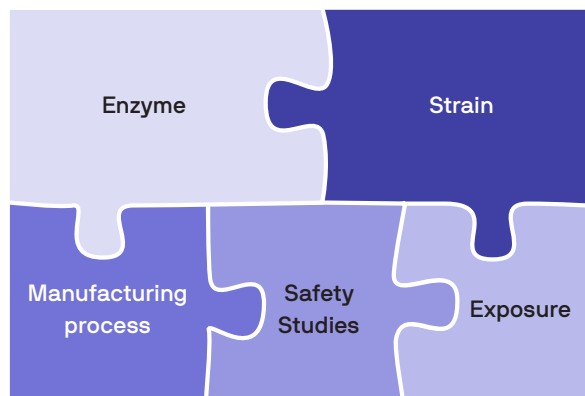 Enzyme
Strain
Manufacturing
process
Safety
Studies
Exposure